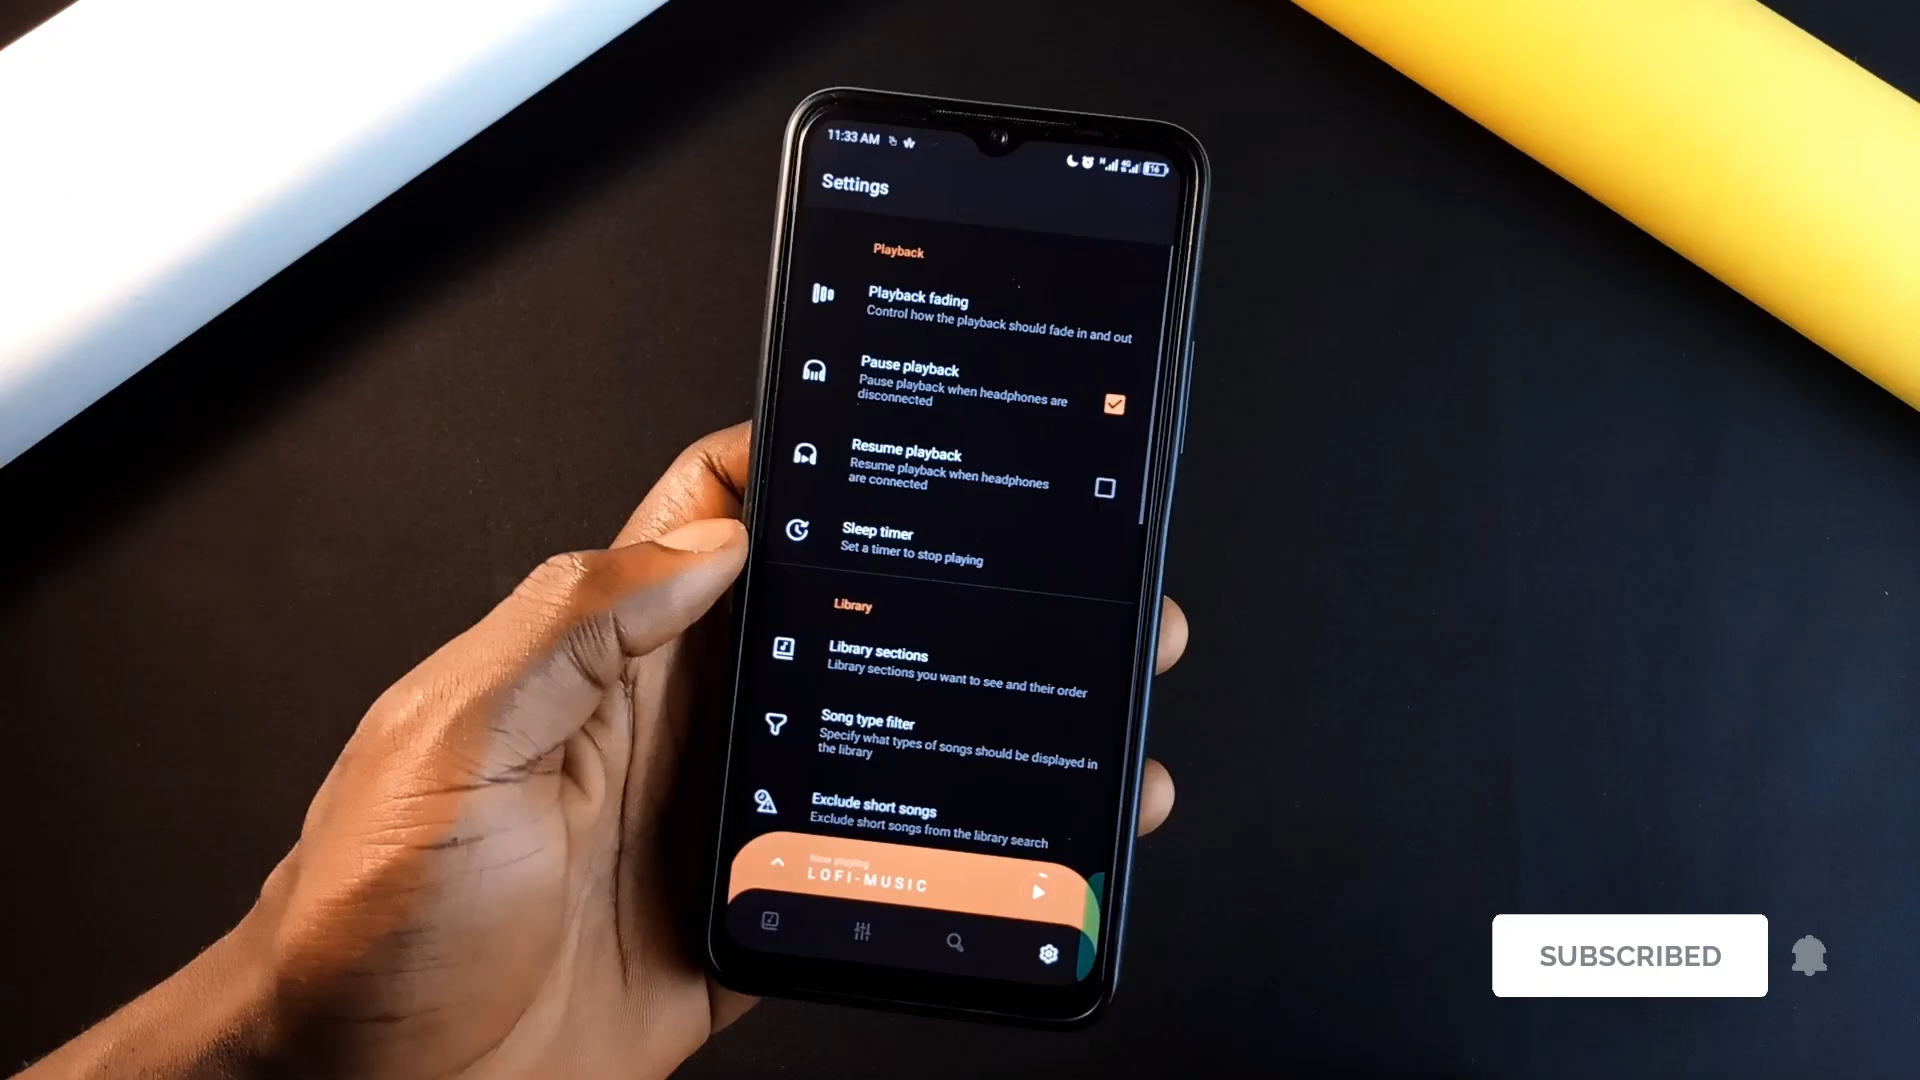 11:33 AM
4G
16
Settings
Playback
Playback fading
Control how the playback should fade in and out
Pause playback
Pause playback when headphones are
disconnected
Resume playback
Resume playback when headphones
are connected
Sleep timer
Set a timer to stop playing
Library
Library sections
Library sections you want to see and their order
Song type filter
Specify what types of songs should be displayed in
the library
Exclude short songs
Exclude short songs from the library search
Now playing
LOFI-MUSIC
SUBSCRIBED